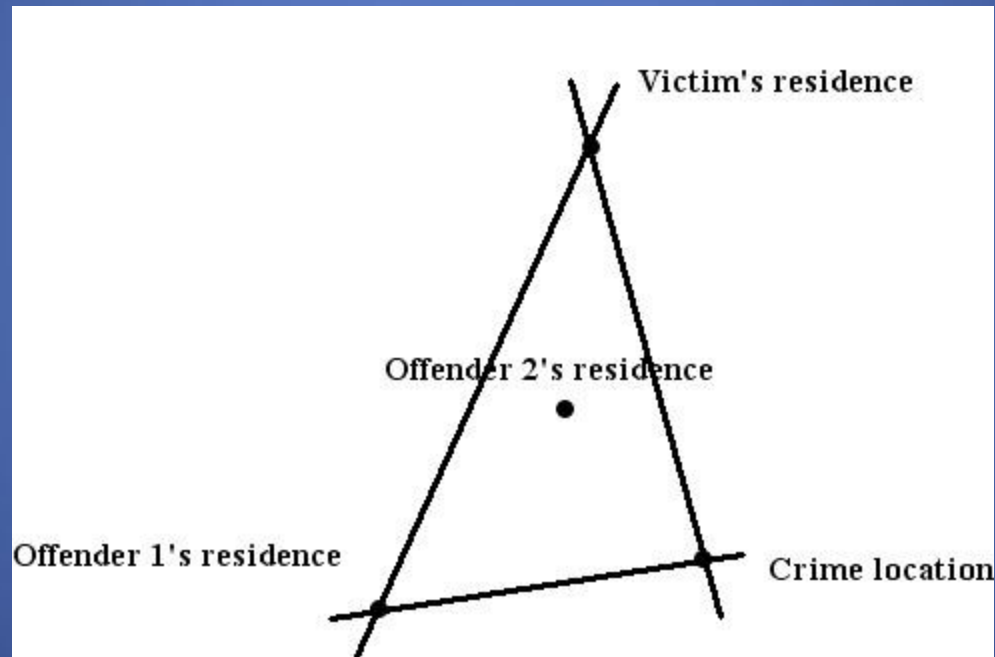 Victim's residence
Offender 2's residence
Offender 1's residence
Crime location